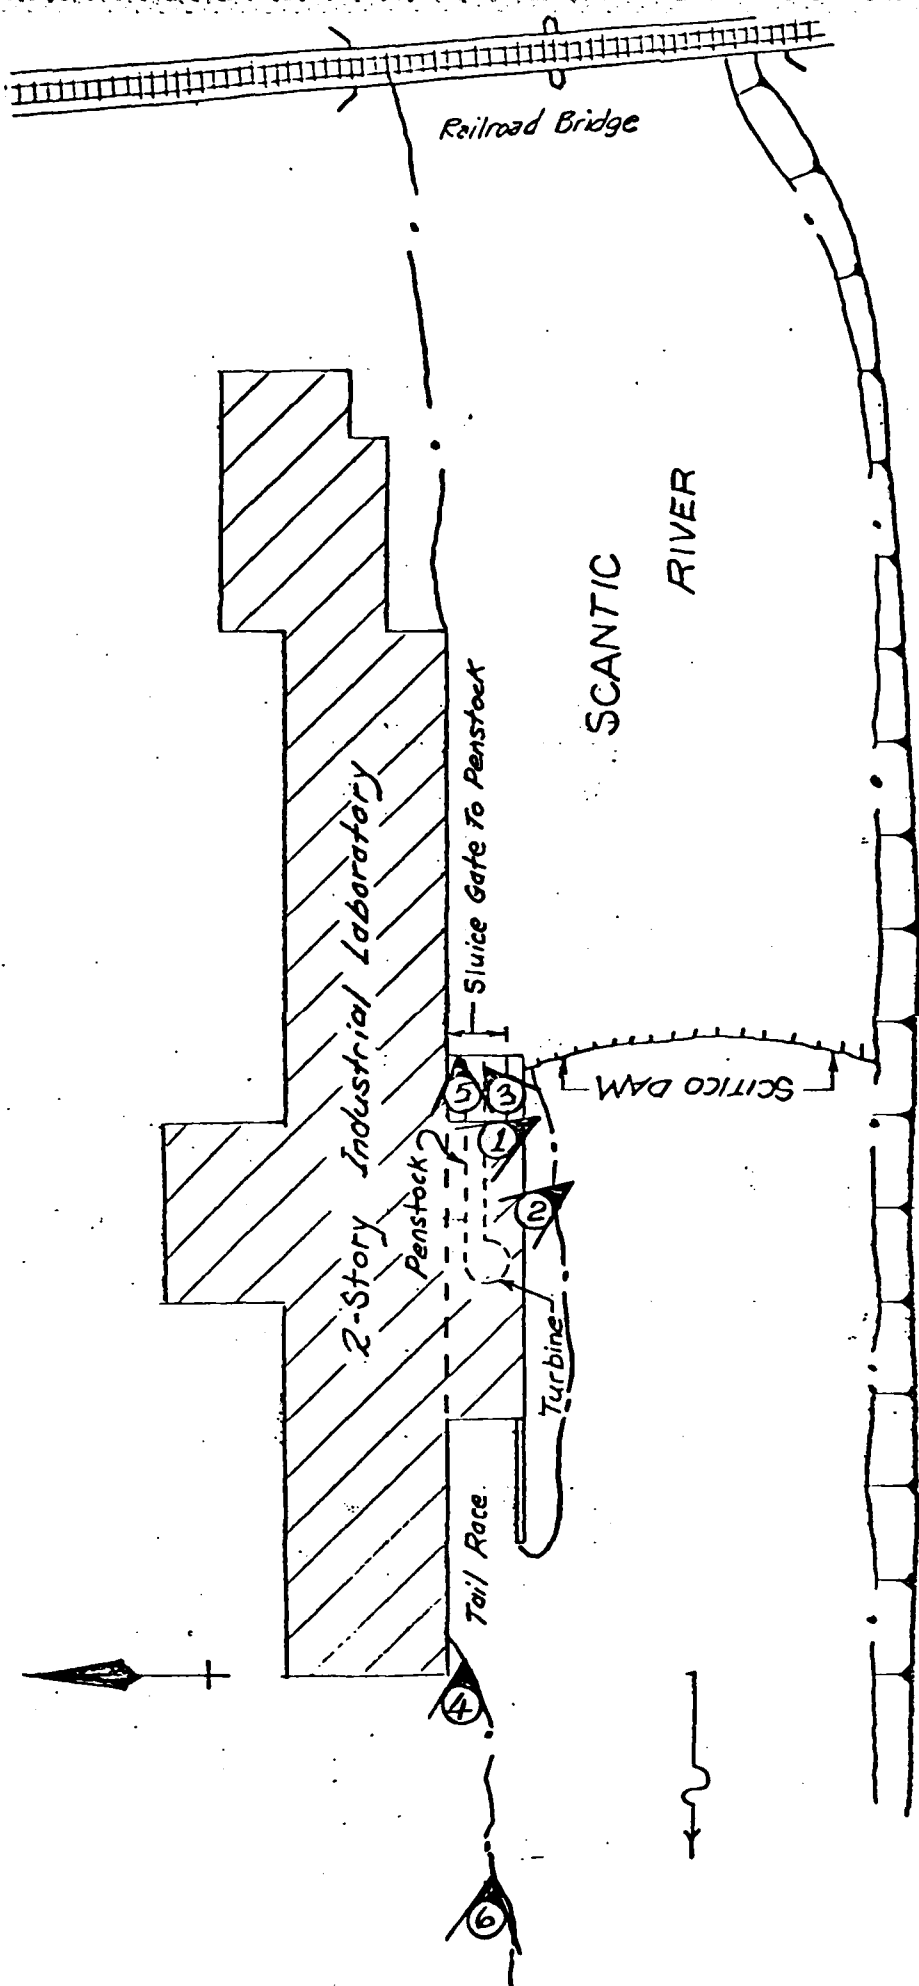 Railroad Bridge
SCANTIC
RIVER
Sluice Gate To Penstock
2-Story Industrial Laboratory
SCITICO DAM
Penstock
5
3
1
2
Turbine
Tail Race
4
6